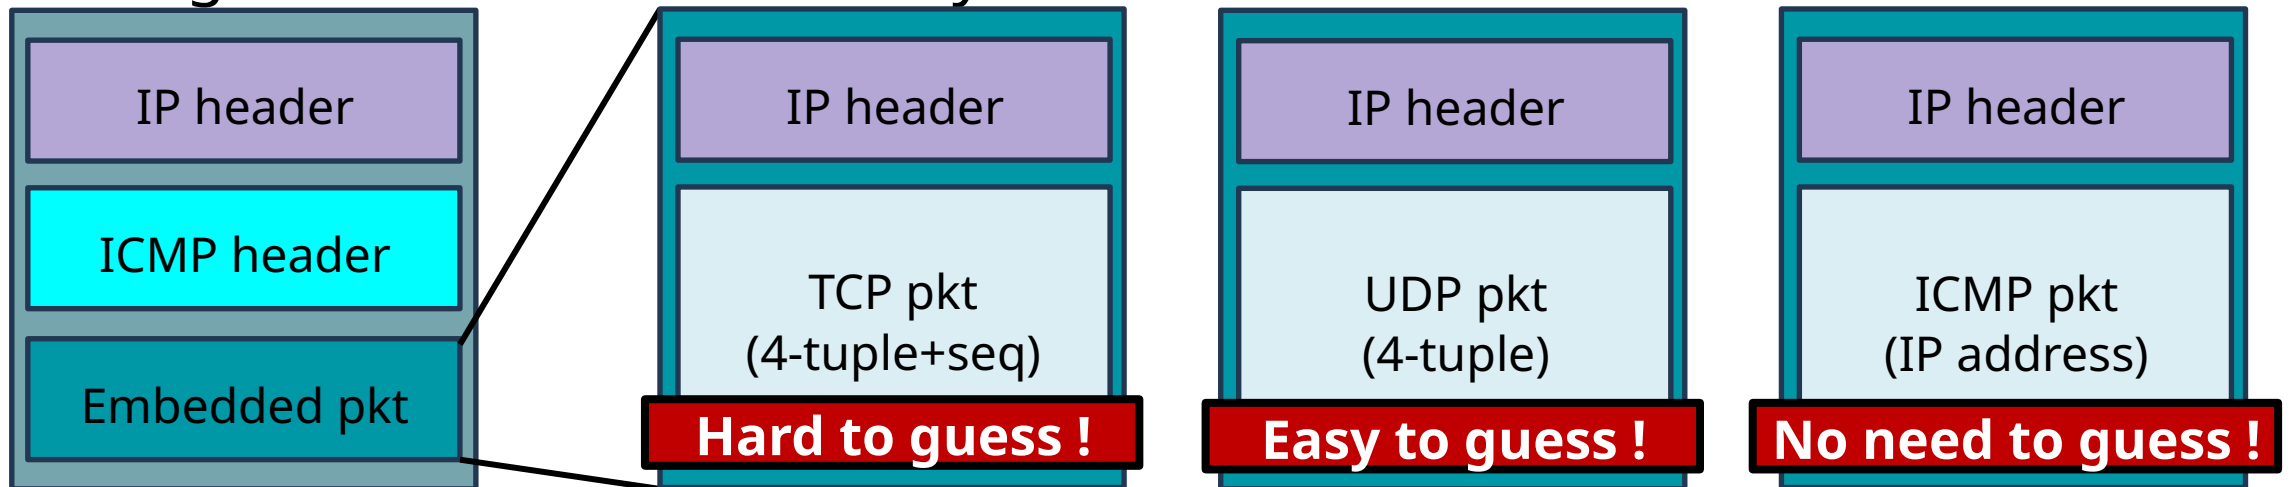 IP header
ICMP header
Embedded pkt
IP header
TCP pkt
(4-tuple+seq)
Hard to guess !
IP header
UDP pkt
(4-tuple)
Easy to guess !
IP header
ICMP pkt
(IP address)
No need to guess !